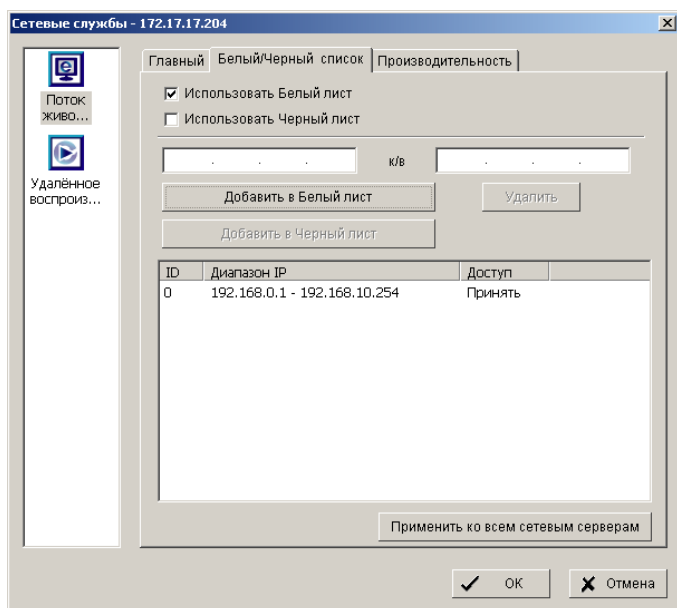 Сетевые службы - 172.17.17.204
Главный
Белый/Черный список
Производительность
Поток
живо...
Удалённое
воспроиз...
Использовать Белый лист
Использовать Черный лист
. . . к/в . . .
Добавить в Белый лист
Удалить
Добавить в Черный лист
ID Диапазон IP Доступ
0 192.168.0.1 - 192.168.10.254 Принять
Применить ко всем сетевым серверам
OK
Отмена